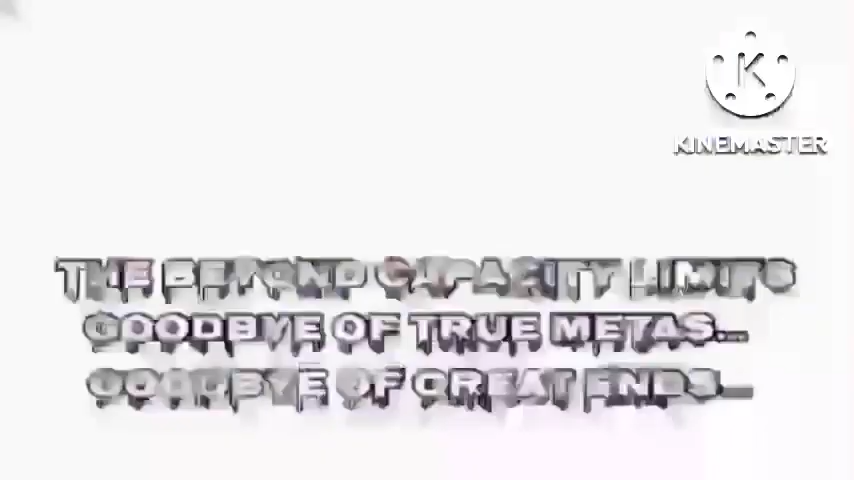 KINEMASTER
THE BEYOND CAPACITY LIMITS
GOODBYE OF TRUE METAS...
GOODBYE OF GREAT ENDS...